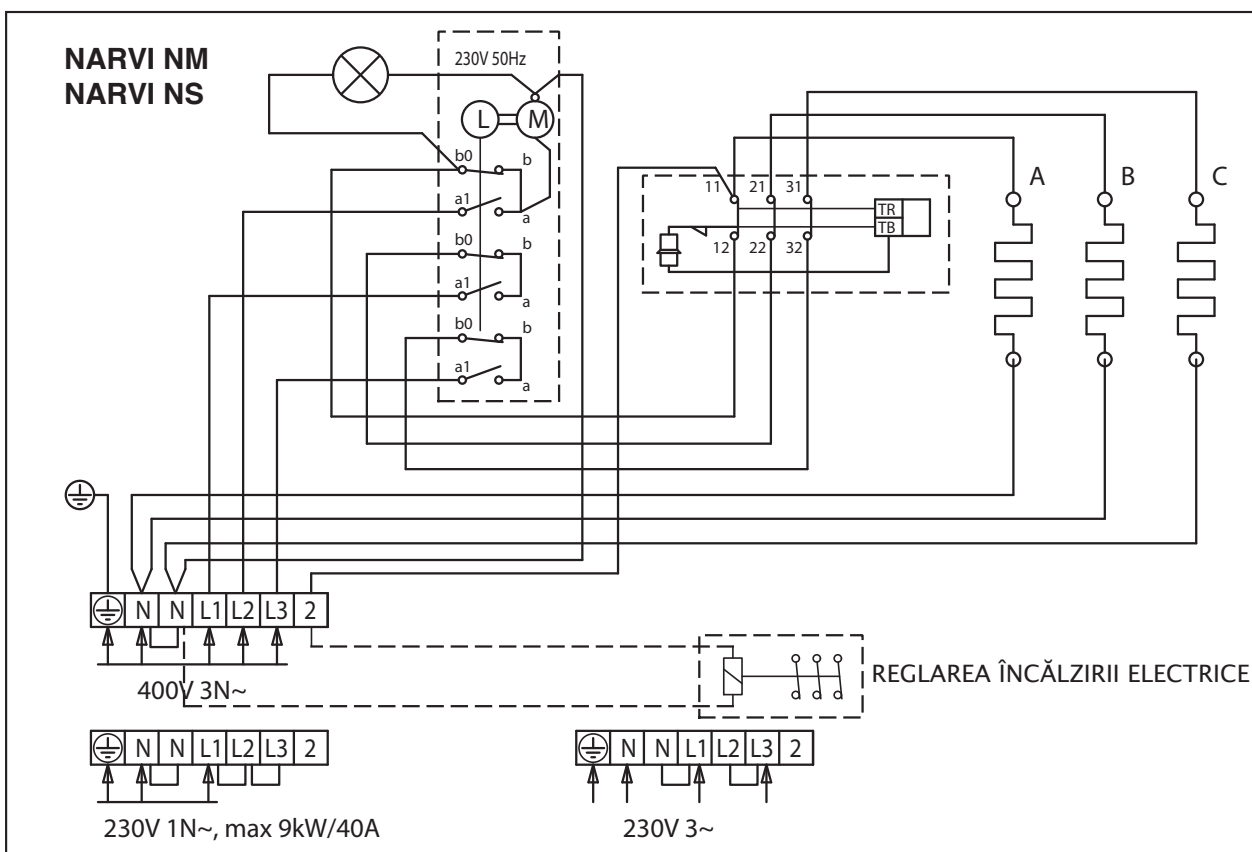 NARVI NM
NARVI NS
230V 50Hz
L M
b0 b
a1 a
b0 b
a1 a
b0 b
a1 a
11 21 31
TR
TB
12 22 32
A B C
N N L1 L2 L3 2
400V 3N~
REGLAREA ÎNCĂLZIRII ELECTRICE
N N L1 L2 L3 2
230V 1N~, max 9kW/40A
N N L1 L2 L3 2
230V 3~